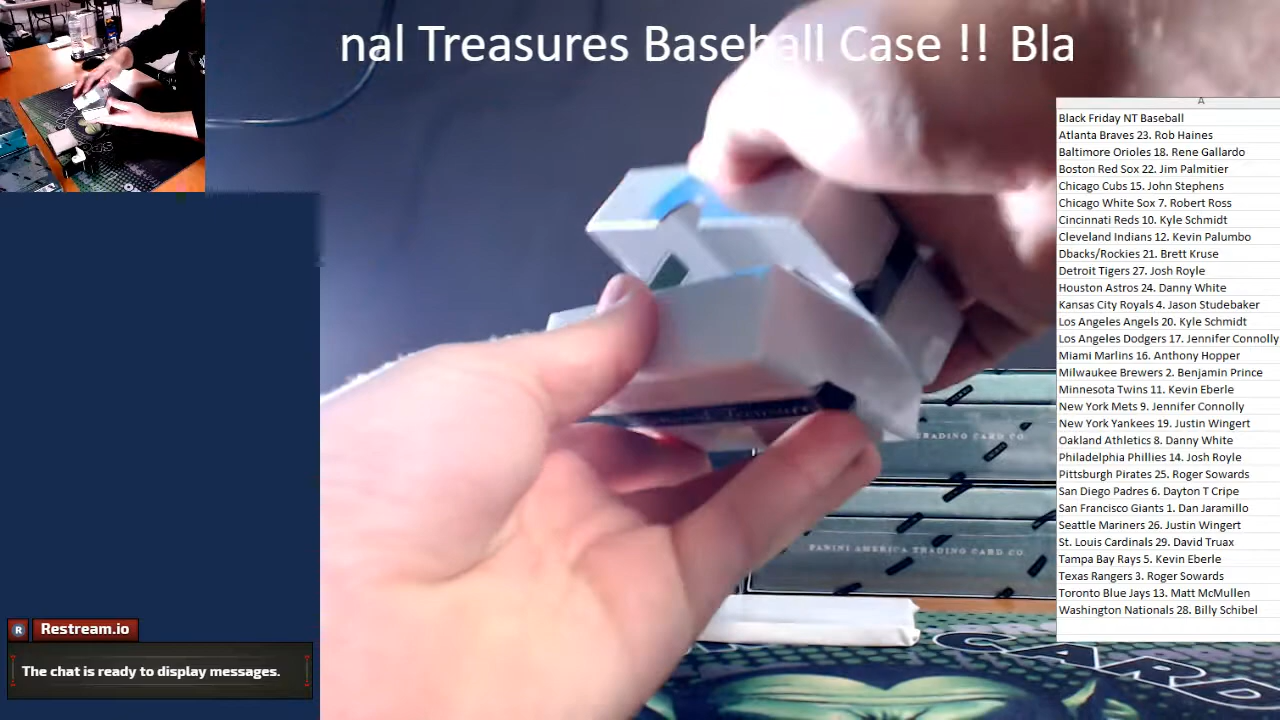 nal Treasures Baseball Case !! Bla
A
Black Friday NT Baseball
Atlanta Braves 23. Rob Haines
Baltimore Orioles 18. Rene Gallardo
Boston Red Sox 22. Jim Palmitier
Chicago Cubs 15. John Stephens
Chicago White Sox 7. Robert Ross
Cincinnati Reds 10. Kyle Schmidt
Cleveland Indians 12. Kevin Palumbo
Dbacks/Rockies 21. Brett Kruse
Detroit Tigers 27. Josh Royle
Houston Astros 24. Danny White
Kansas City Royals 4. Jason Studebaker
Los Angeles Angels 20. Kyle Schmidt
Los Angeles Dodgers 17. Jennifer Connolly
Miami Marlins 16. Anthony Hopper
Milwaukee Brewers 2. Benjamin Prince
Minnesota Twins 11. Kevin Eberle
New York Mets 9. Jennifer Connolly
New York Yankees 19. Justin Wingert
Oakland Athletics 8. Danny White
Philadelphia Phillies 14. Josh Royle
Pittsburgh Pirates 25. Roger Sowards
San Diego Padres 6. Dayton T Cripe
San Francisco Giants 1. Dan Jaramillo
Seattle Mariners 26. Justin Wingert
St. Louis Cardinals 29. David Truax
Tampa Bay Rays 5. Kevin Eberle
Texas Rangers 3. Roger Sowards
Toronto Blue Jays 13. Matt McMullen
Washington Nationals 28. Billy Schibel
TRADING CARD CO.
PANINI AMERICA TRADING CARD CO.
CARD
R Restream.io
The chat is ready to display messages.